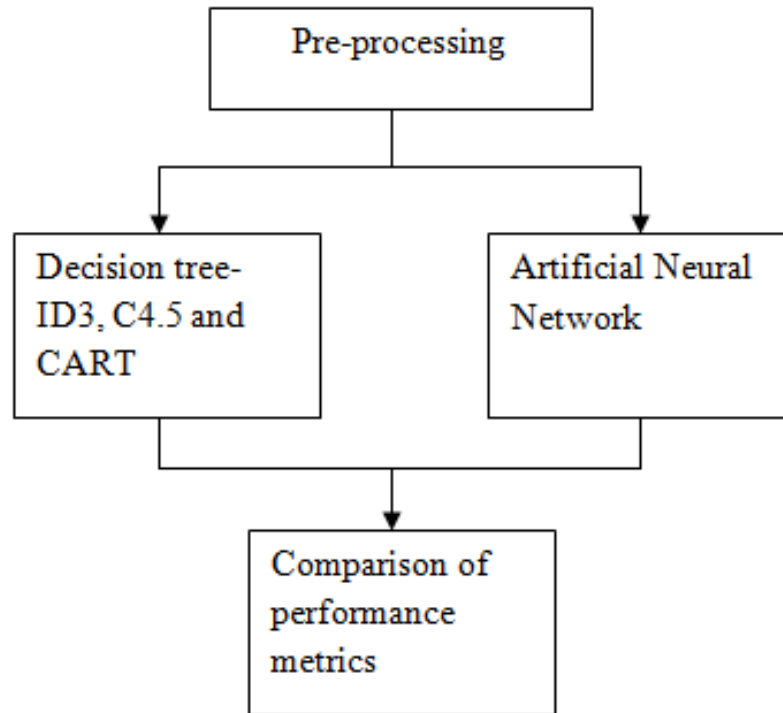 Pre-processing
Decision tree-
ID3, C4.5 and
CART
Artificial Neural
Network
Comparison of
performance
metrics